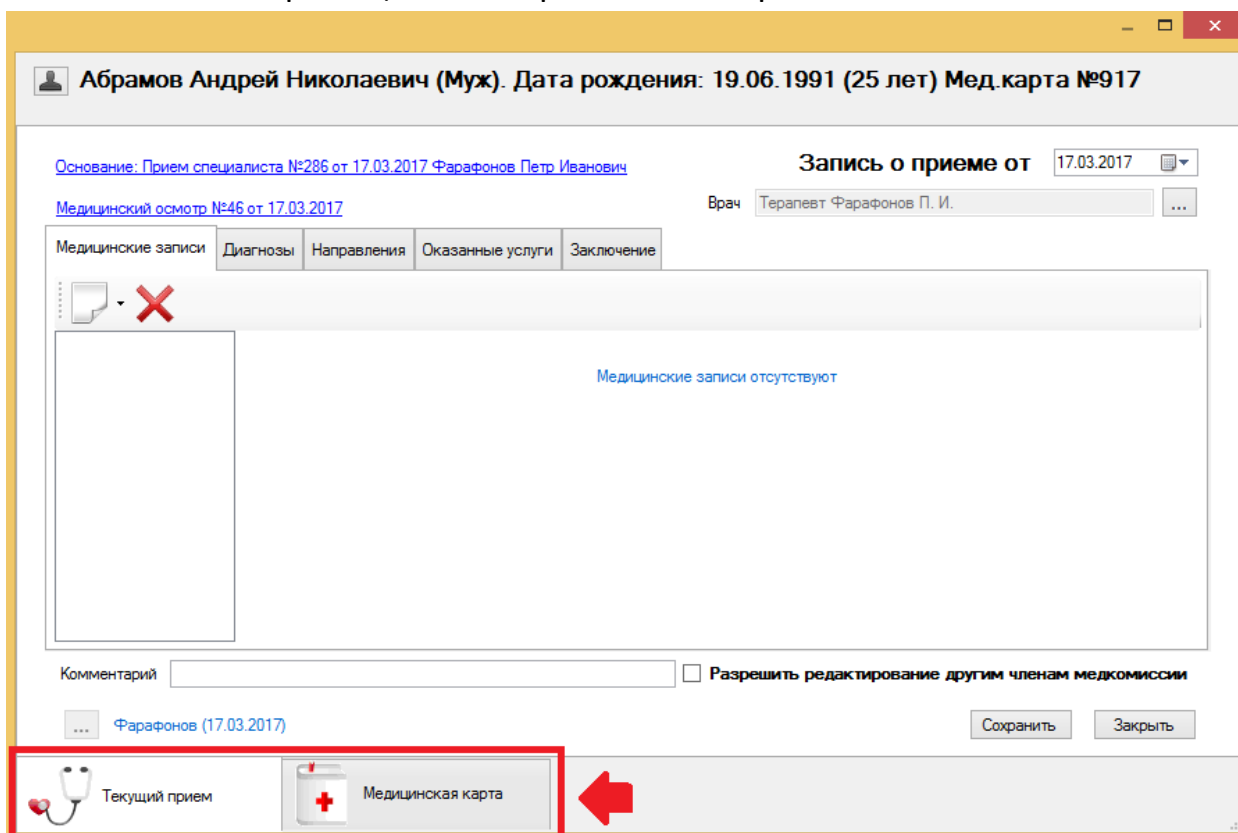 Абрамов Андрей Николаевич (Муж). Дата рождения: 19.06.1991 (25 лет) Мед.карта №917
Основание: Прием специалиста №286 от 17.03.2017 Фарафонов Петр Иванович
Запись о приеме от 17.03.2017
Медицинский осмотр №46 от 17.03.2017
Врач Терапевт Фарафонов П. И. ...
Медицинские записи Диагнозы Направления Оказанные услуги Заключение
Медицинские записи отсутствуют
Комментарий Разрешить редактирование другим членам медкомиссии
... Фарафонов (17.03.2017) Сохранить Закрыть
Текущий прием Медицинская карта